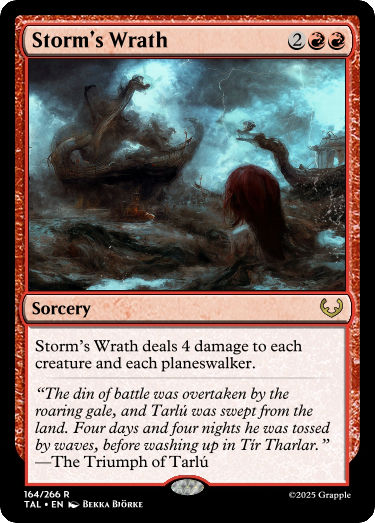 Storm's Wrath 2
Sorcery
Storm's Wrath deals 4 damage to each
creature and each planeswalker.
“The din of battle was overtaken by the
roaring gale, and Tarlú was swept from the
land. Four days and four nights he was tossed
by waves, before washing up in Tír Tharlar.”
—The Triumph of Tarlú
164/266 R
TAL • EN Bekka Björke
©2025 Grapple